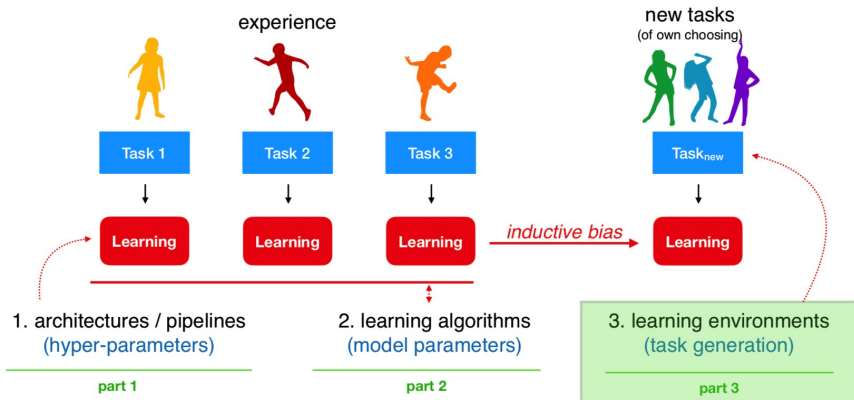 experience
new tasks
(of own choosing)
Task 1
Task 2
Task 3
Tasknew
Learning
Learning
Learning
inductive bias
Learning
1. architectures / pipelines
(hyper-parameters)
2. learning algorithms
(model parameters)
3. learning environments
(task generation)
part 1
part 2
part 3